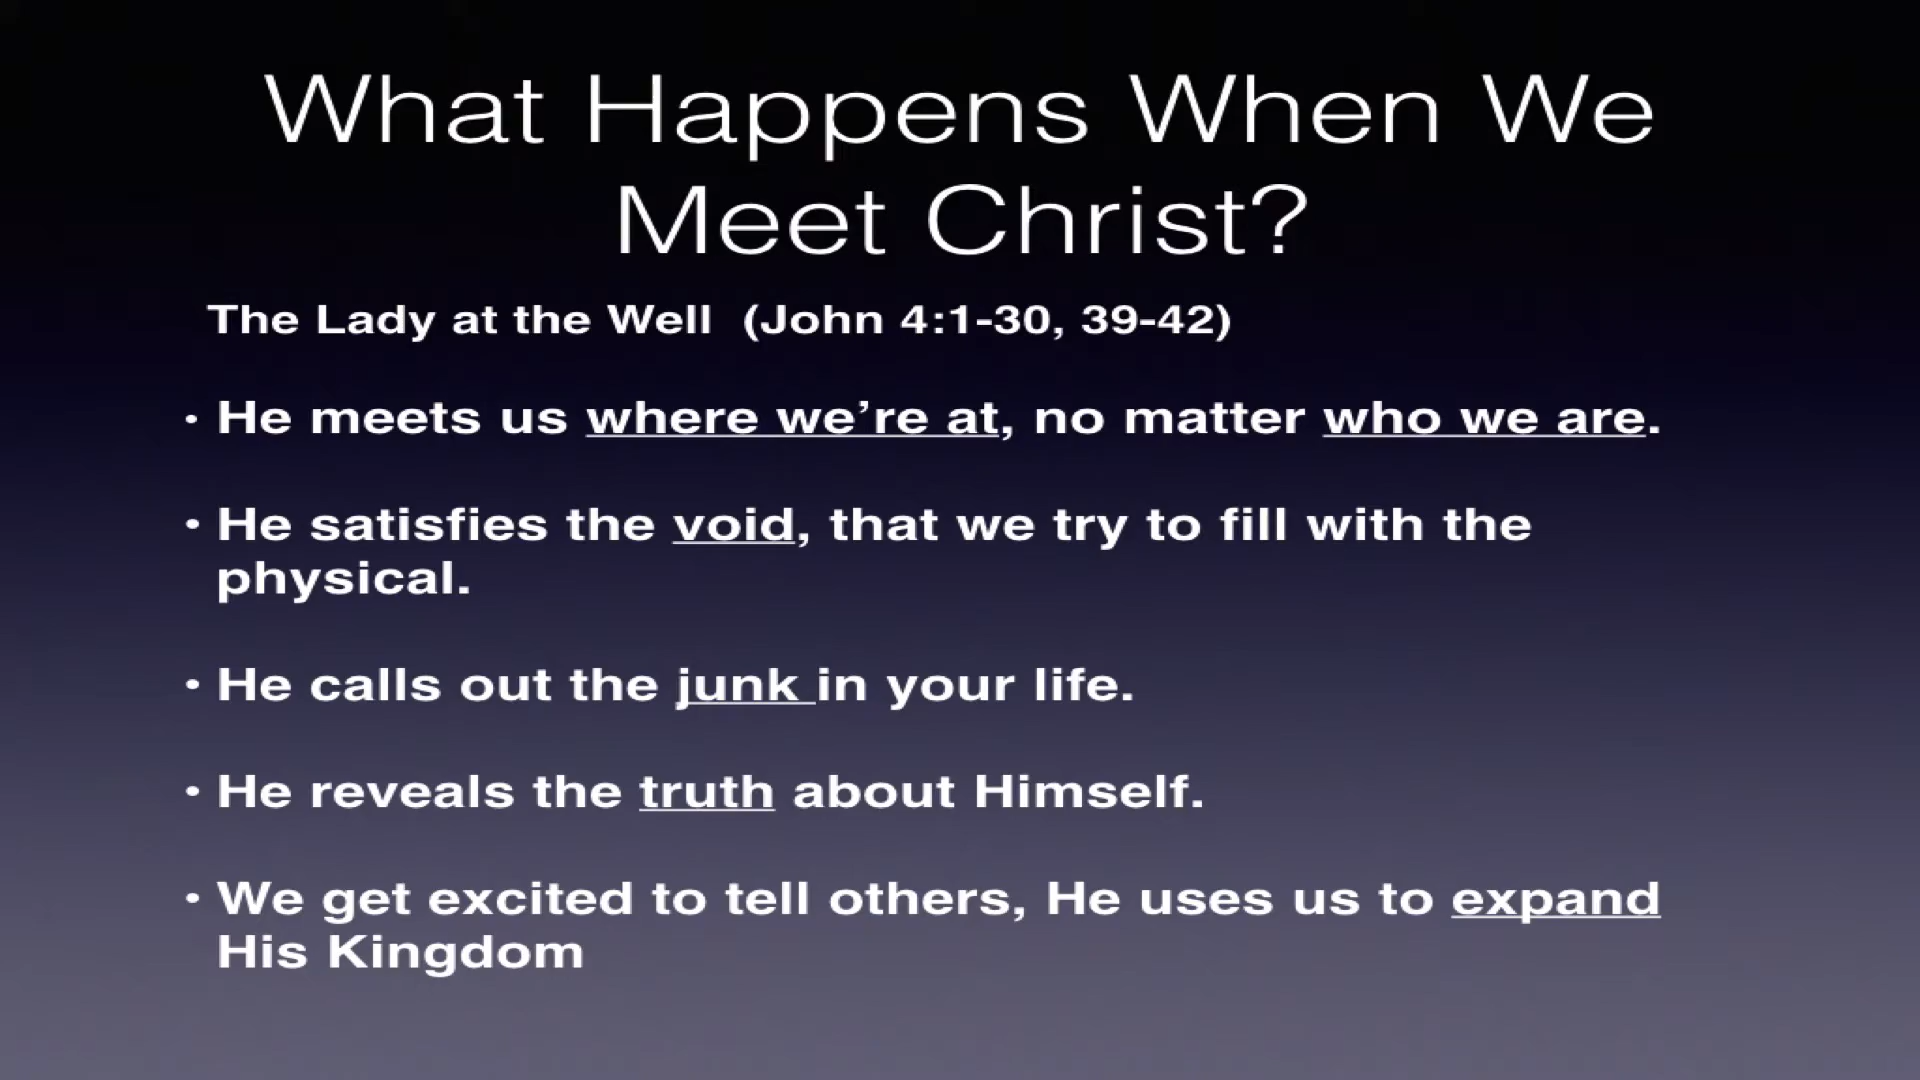 What Happens When We
Meet Christ?
The Lady at the Well  (John 4:1-30, 39-42)
• He meets us where we’re at, no matter who we are.
• He satisfies the void, that we try to fill with the
physical.
• He calls out the junk in your life.
• He reveals the truth about Himself.
• We get excited to tell others, He uses us to expand
His Kingdom